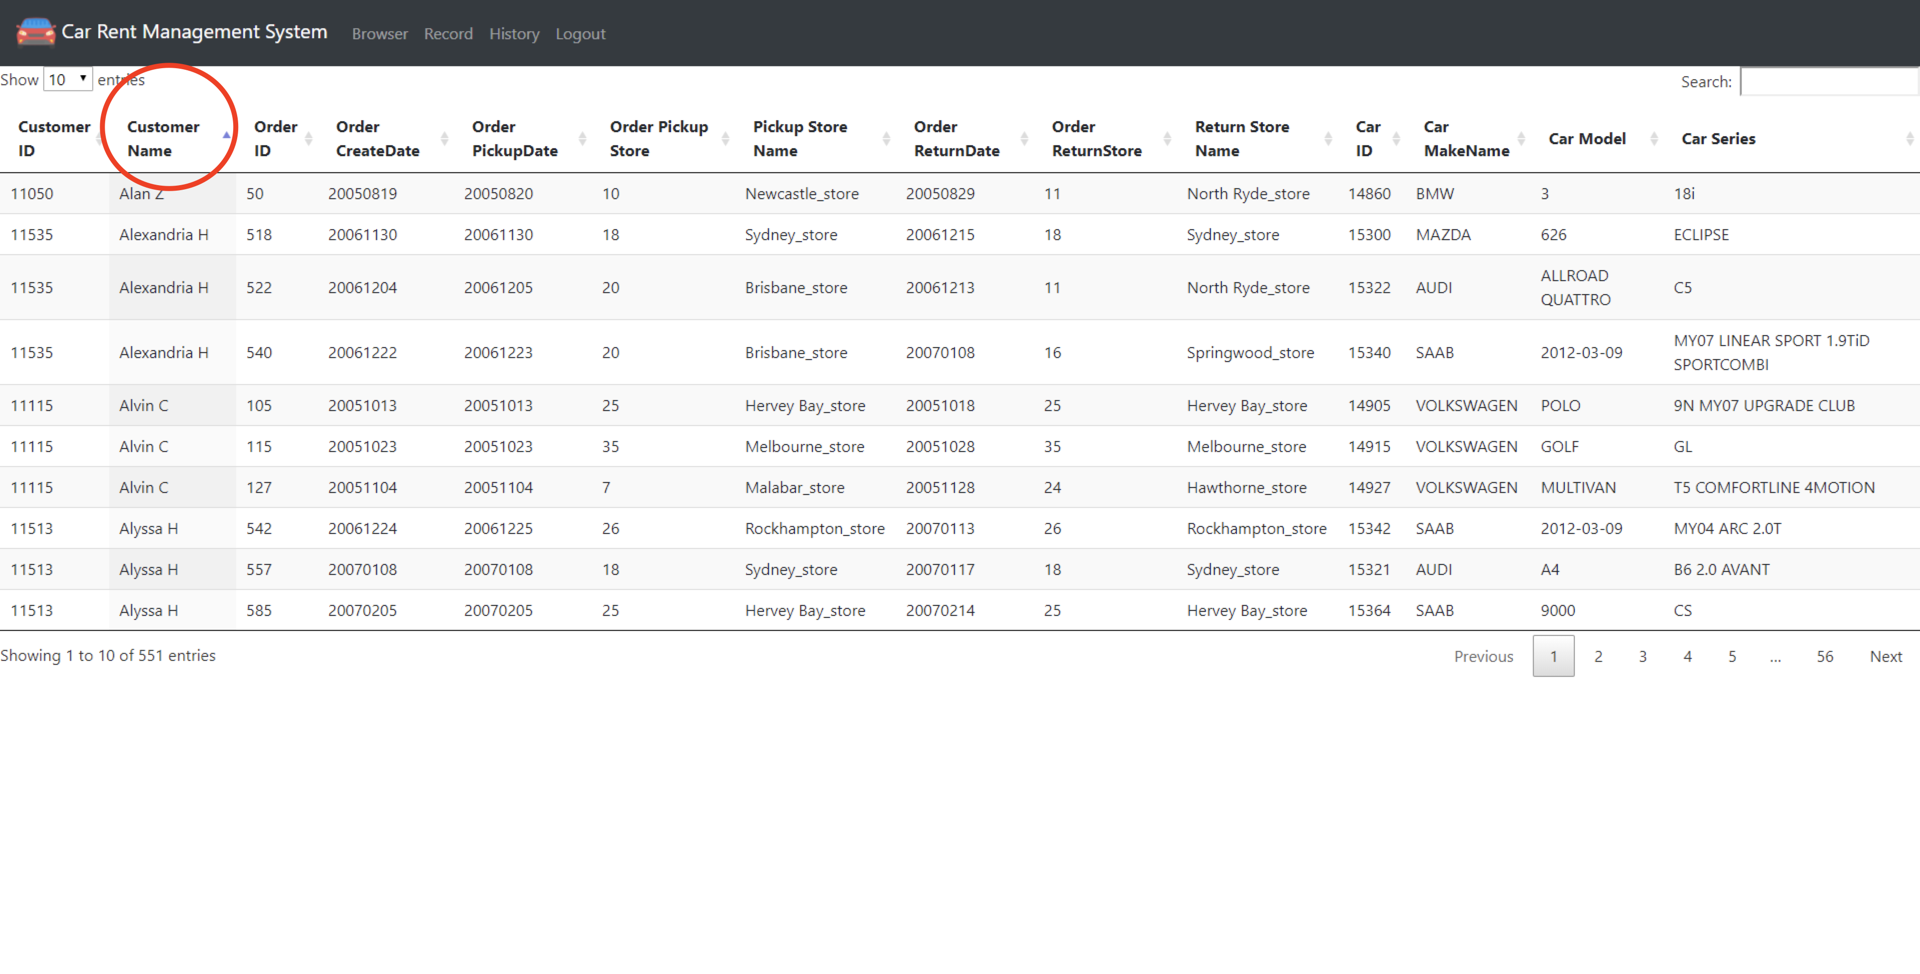 Car Rent Management System Browser Record History Logout
Show 10 entries Search:
Customer ID Customer Name Order ID Order CreateDate Order PickupDate Order Pickup Store Pickup Store Name Order ReturnDate Order ReturnStore Return Store Name Car ID Car MakeName Car Model Car Series
11050 Alan Z 50 20050819 20050820 10 Newcastle_store 20050829 11 North Ryde_store 14860 BMW 3 18i
11535 Alexandria H 518 20061130 20061130 18 Sydney_store 20061215 18 Sydney_store 15300 MAZDA 626 ECLIPSE
11535 Alexandria H 522 20061204 20061205 20 Brisbane_store 20061213 11 North Ryde_store 15322 AUDI ALLROAD QUATTRO C5
11535 Alexandria H 540 20061222 20061223 20 Brisbane_store 20070108 16 Springwood_store 15340 SAAB 2012-03-09 MY07 LINEAR SPORT 1.9TiD SPORTCOMBI
11115 Alvin C 105 20051013 20051013 25 Hervey Bay_store 20051018 25 Hervey Bay_store 14905 VOLKSWAGEN POLO 9N MY07 UPGRADE CLUB
11115 Alvin C 115 20051023 20051023 35 Melbourne_store 20051028 35 Melbourne_store 14915 VOLKSWAGEN GOLF GL
11115 Alvin C 127 20051104 20051104 7 Malabar_store 20051128 24 Hawthorne_store 14927 VOLKSWAGEN MULTIVAN T5 COMFORTLINE 4MOTION
11513 Alyssa H 542 20061224 20061225 26 Rockhampton_store 20070113 26 Rockhampton_store 15342 SAAB 2012-03-09 MY04 ARC 2.0T
11513 Alyssa H 557 20070108 20070108 18 Sydney_store 20070117 18 Sydney_store 15321 AUDI A4 B6 2.0 AVANT
11513 Alyssa H 585 20070205 20070205 25 Hervey Bay_store 20070214 25 Hervey Bay_store 15364 SAAB 9000 CS
Showing 1 to 10 of 551 entries Previous 1 2 3 4 5 ... 56 Next